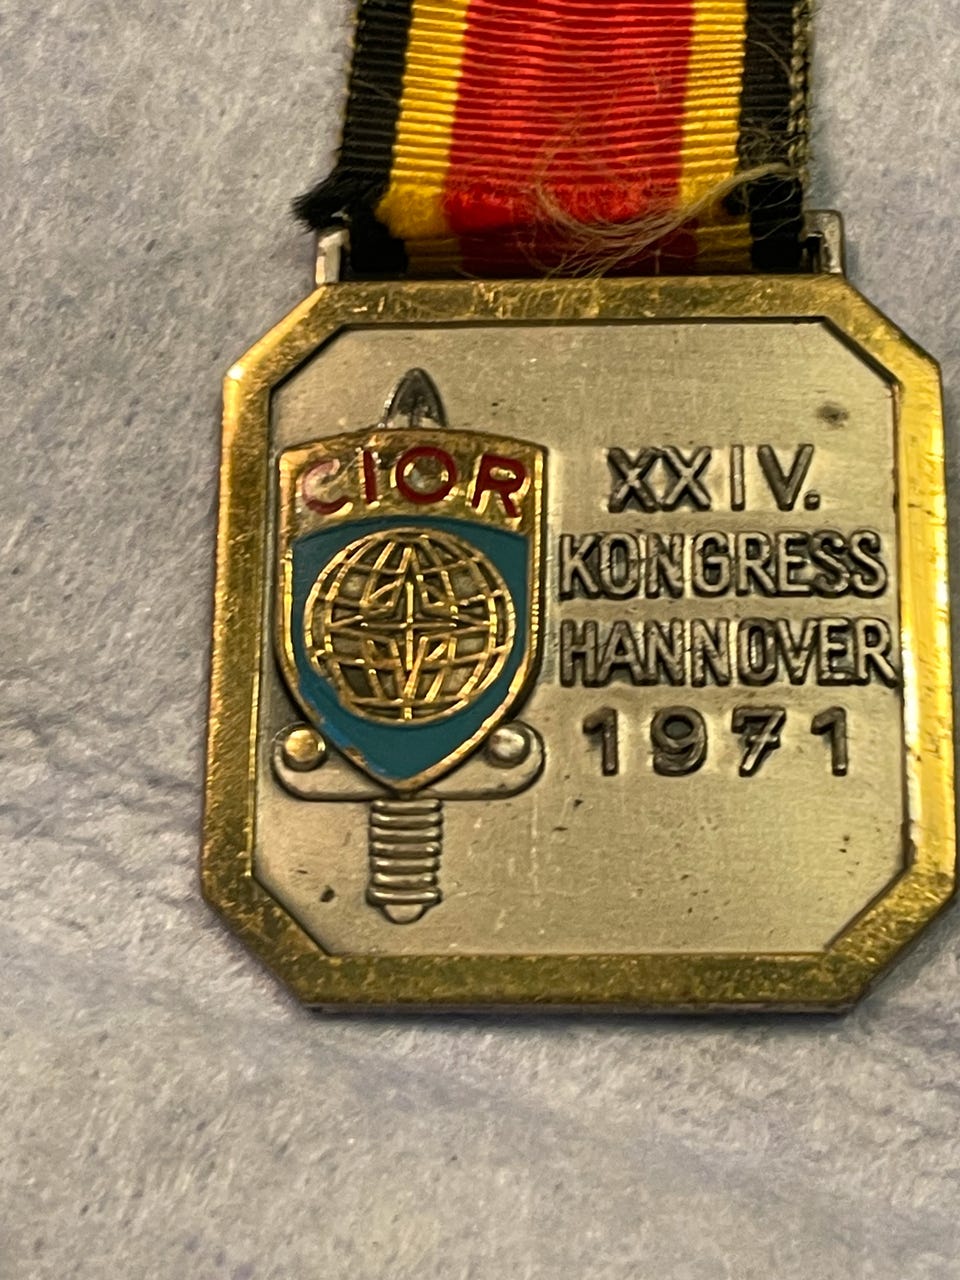 CIOR
XXIV.
KONGRESS
HANNOVER
1971